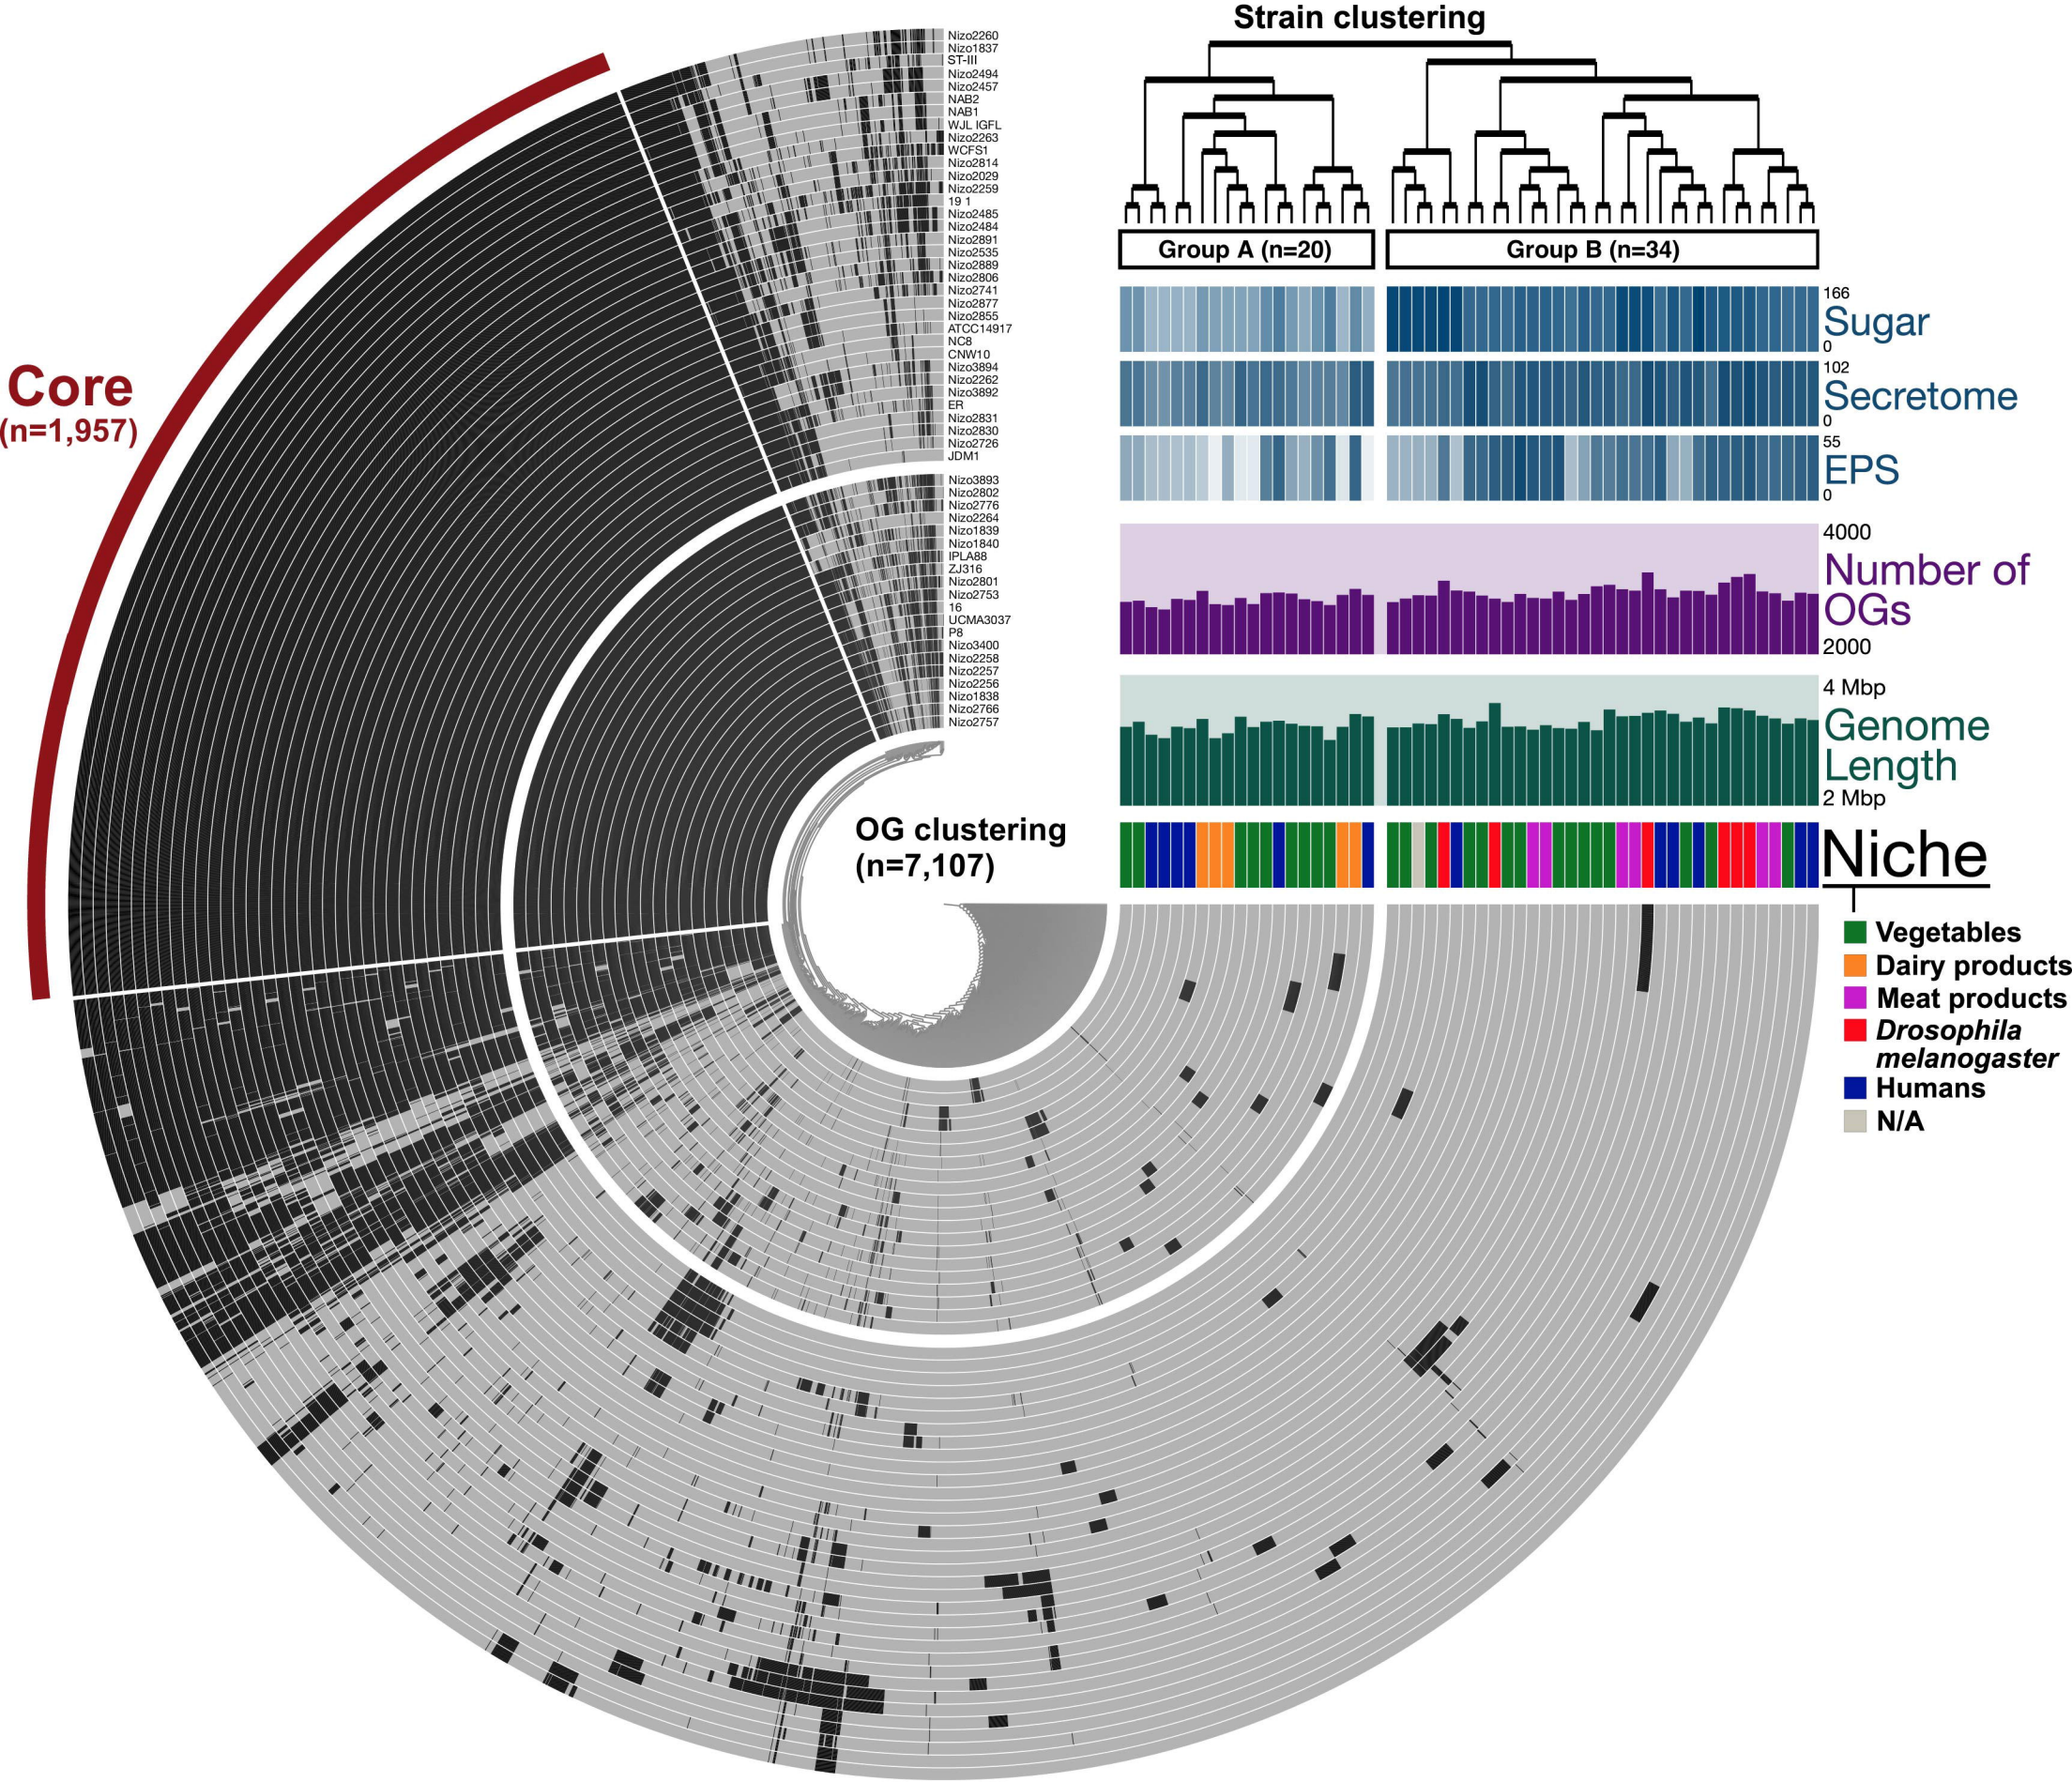 Strain clustering
Nizo2260
Nizo1837
ST-III
Nizo2494
Nizo2457
NAB2
NAB1
WJL IGFL
Nizo2263
WCFS1
Nizo2814
Nizo2029
Nizo2259
19 1
Nizo2485
Nizo2484
Nizo2891
Nizo2535
Nizo2889
Nizo2806
Nizo2741
Nizo2877
Nizo2855
ATCC14917
NC8
CNW10
Nizo3894
Nizo2262
Nizo3892
ER
Nizo2831
Nizo2830
Nizo2726
JDM1
Nizo3893
Nizo2802
Nizo2776
Nizo2264
Nizo1839
Nizo1840
IPLA88
ZJ316
Nizo2801
Nizo2753
16
UCMA3037
P8
Nizo3400
Nizo2258
Nizo2257
Nizo2256
Nizo1838
Nizo2766
Nizo2757
Core
(n=1,957)
OG clustering
(n=7,107)
Group A (n=20)
Group B (n=34)
166
Sugar
0
102
Secretome
0
55
EPS
0
4000
Number of
OGs
2000
4 Mbp
Genome
Length
2 Mbp
Niche
Vegetables
Dairy products
Meat products
Drosophila
melanogaster
Humans
N/A